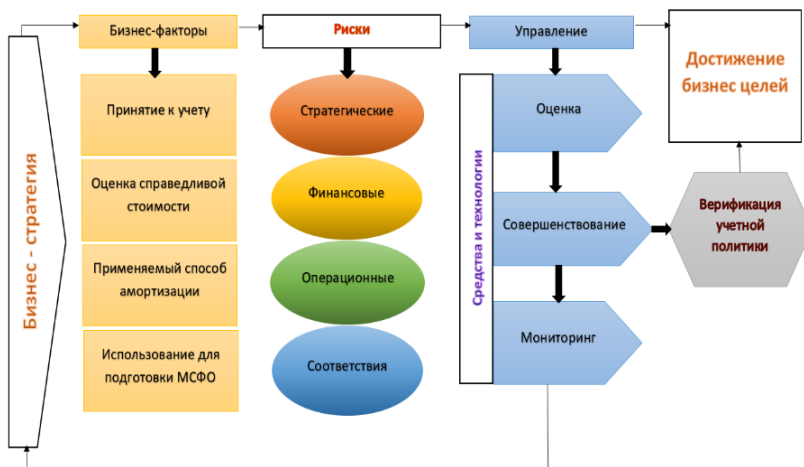 Бизнес - стратегия
Бизнес-факторы
Принятие к учету
Оценка справедливой
стоимости
Применяемый способ
амортизации
Использование для
подготовки МСФО
Риски
Стратегические
Финансовые
Операционные
Соответствия
Управление
Средства и технологии
Оценка
Совершенствование
Мониторинг
Достижение
бизнес целей
Верификация
учетной
политики